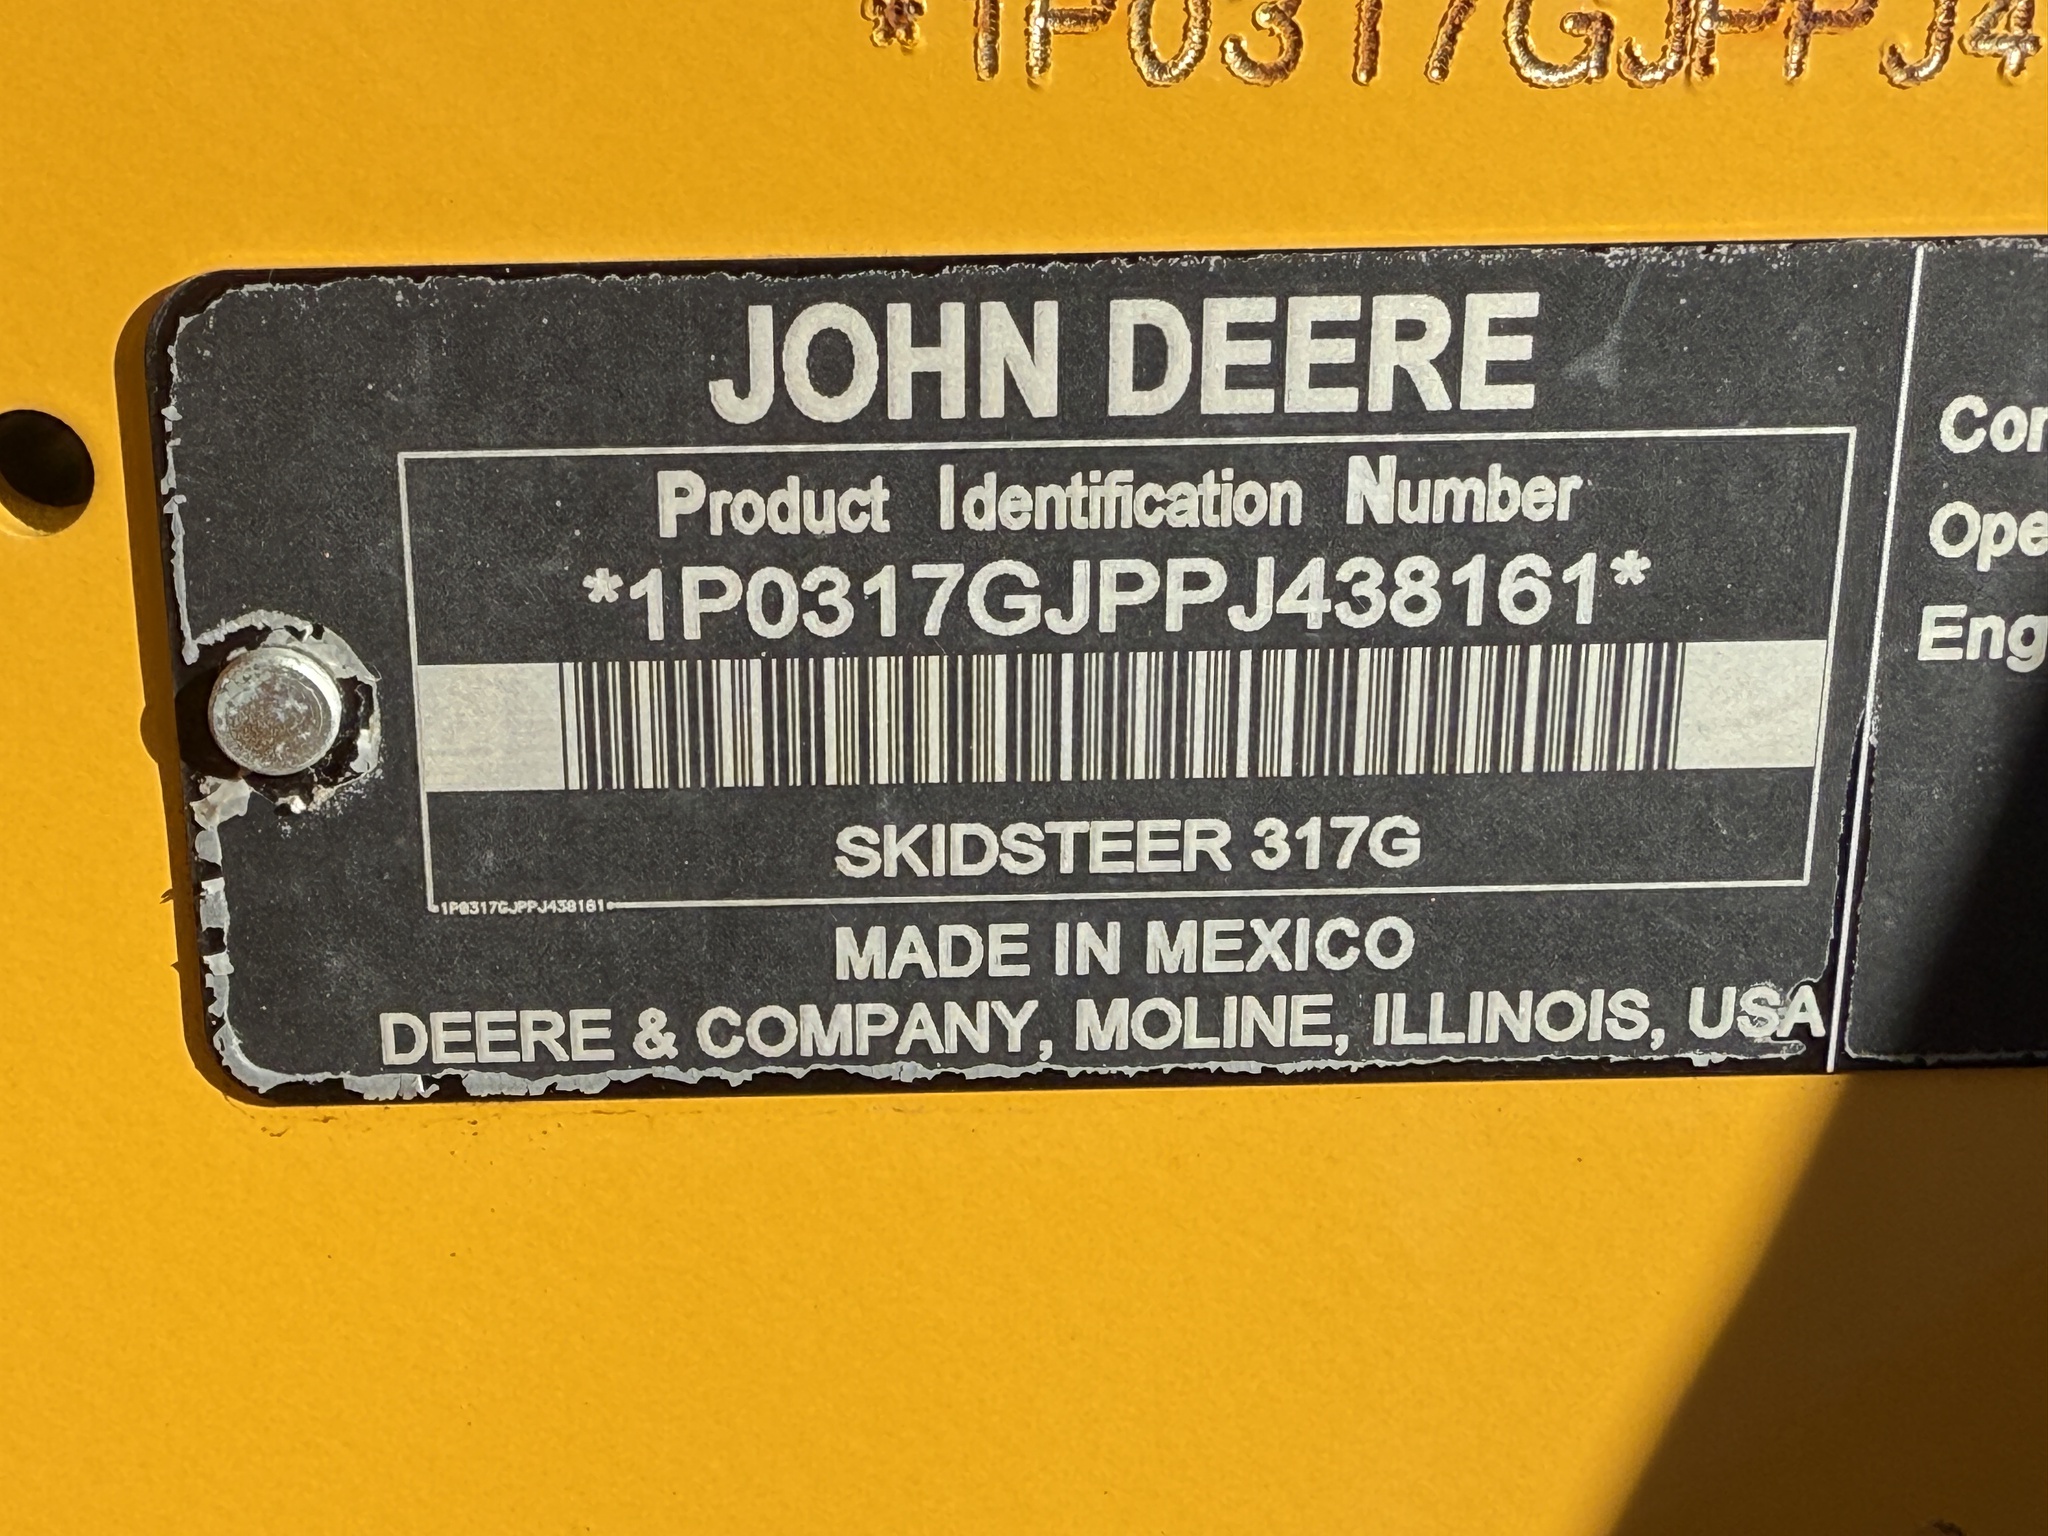 *1P0317GJPPJ4
JOHN DEERE
Product Identification Number
*1P0317GJPPJ438161*
SKIDSTEER 317G
1P0317GJPPJ438161
MADE IN MEXICO
DEERE & COMPANY, MOLINE, ILLINOIS, USA